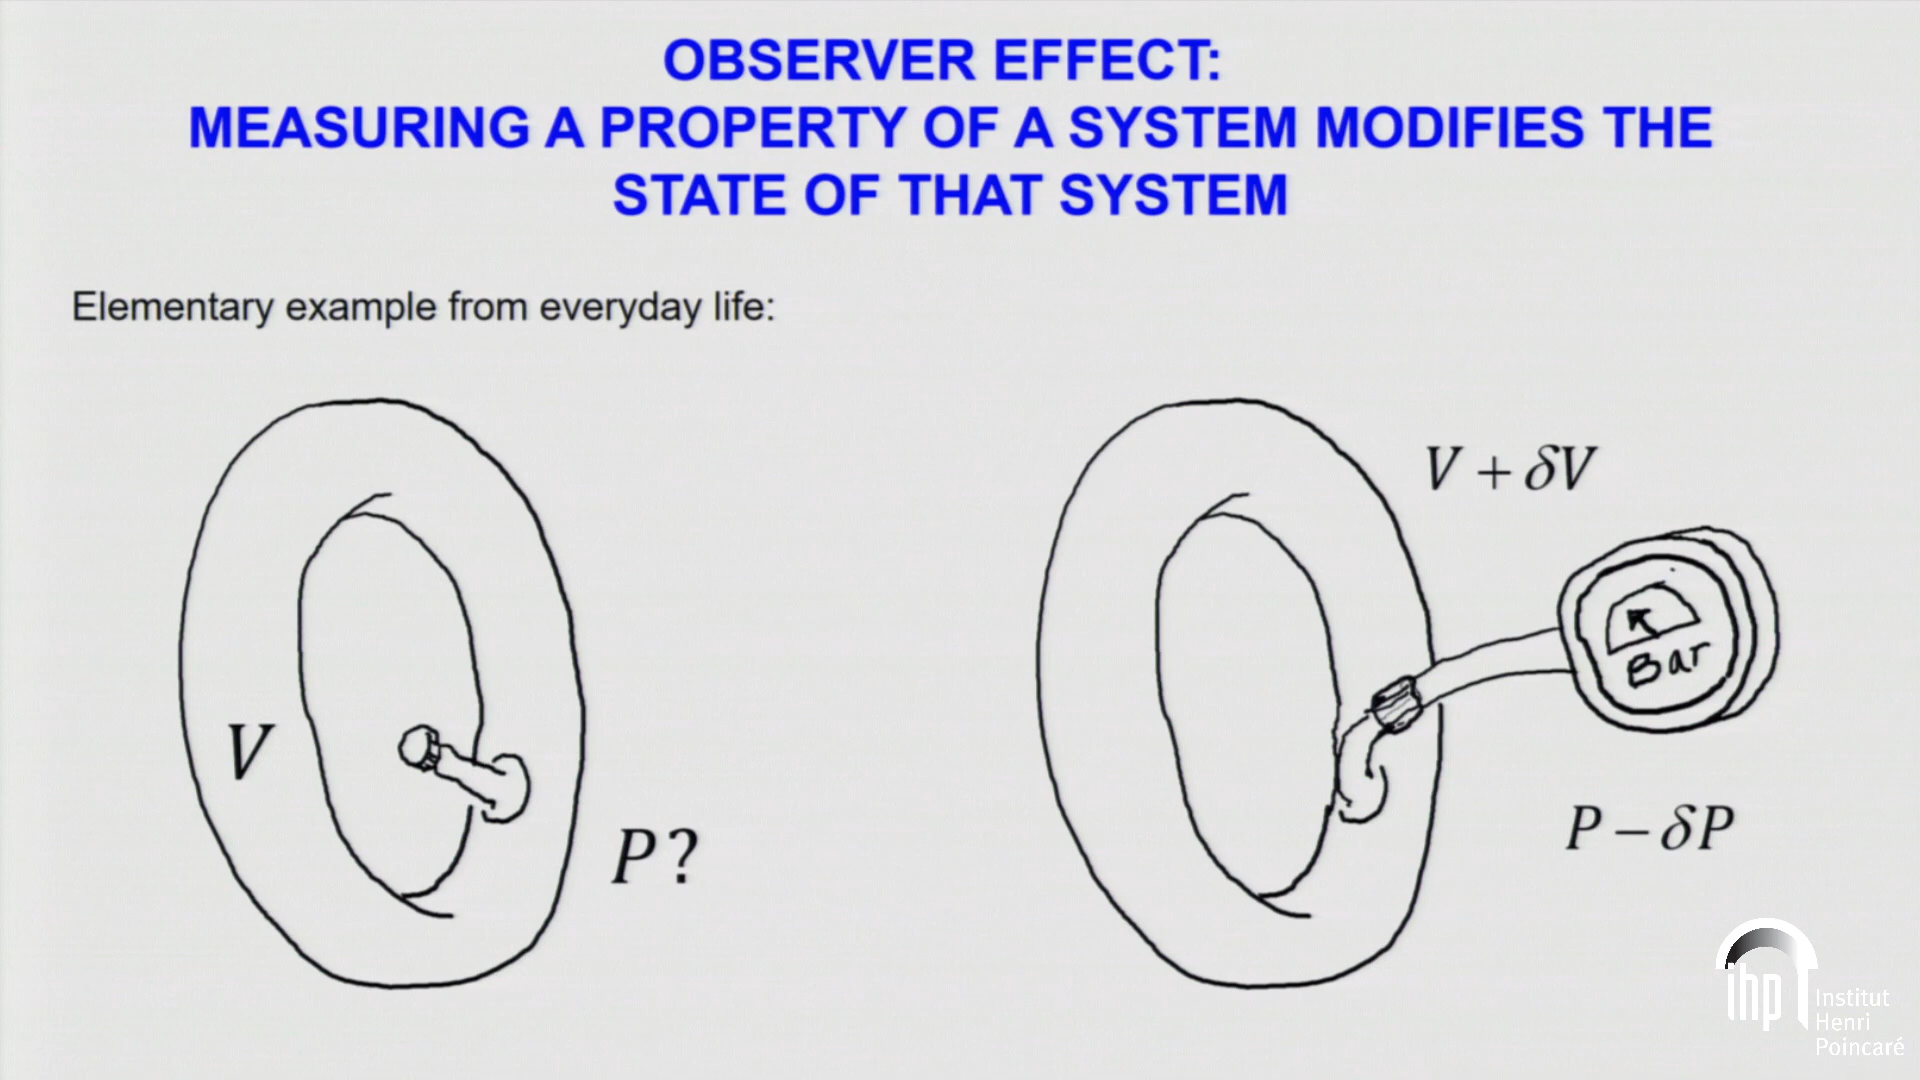 OBSERVER EFFECT:
MEASURING A PROPERTY OF A SYSTEM MODIFIES THE
STATE OF THAT SYSTEM
Elementary example from everyday life:
V
P?
V + δV
Bar
P − δP
ihp
Institut
Henri
Poincaré